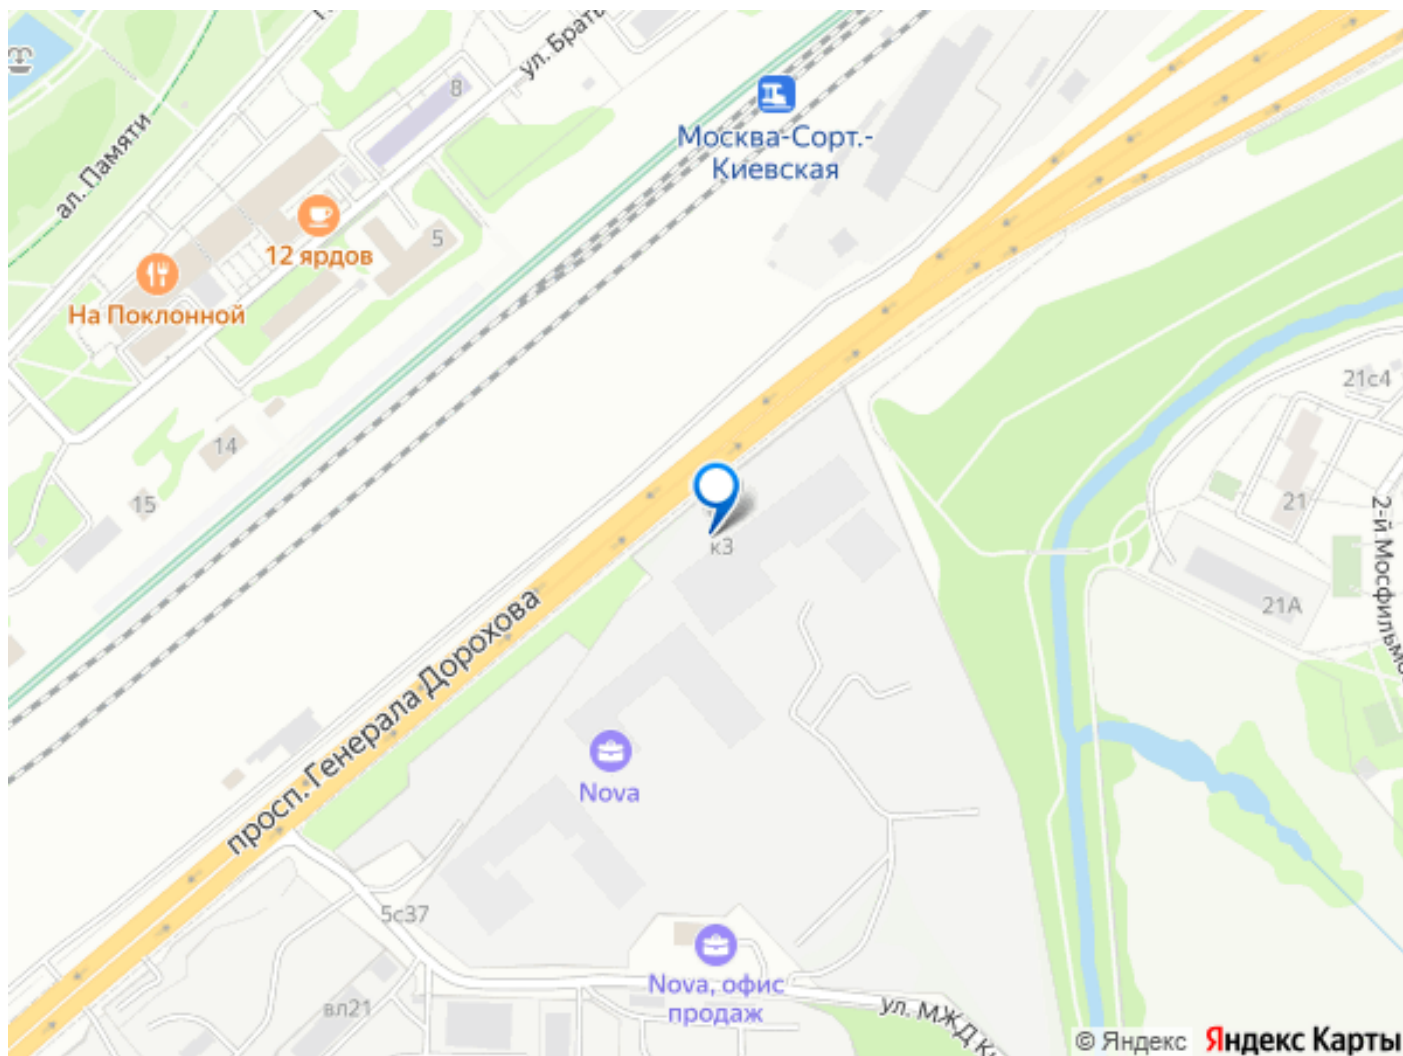 ул. Брать
8
Москва-Сорт.-
Киевская
ал. Памяти
5
12 ярдов
На Поклонной
21с4
14
15
21
2-й Мосфильмо
к3
21А
просп. Генерала Дорохова
Nova
5с37
Nova, офис
продаж
вл21
ул. МЖД К
© Яндекс Яндекс Карты